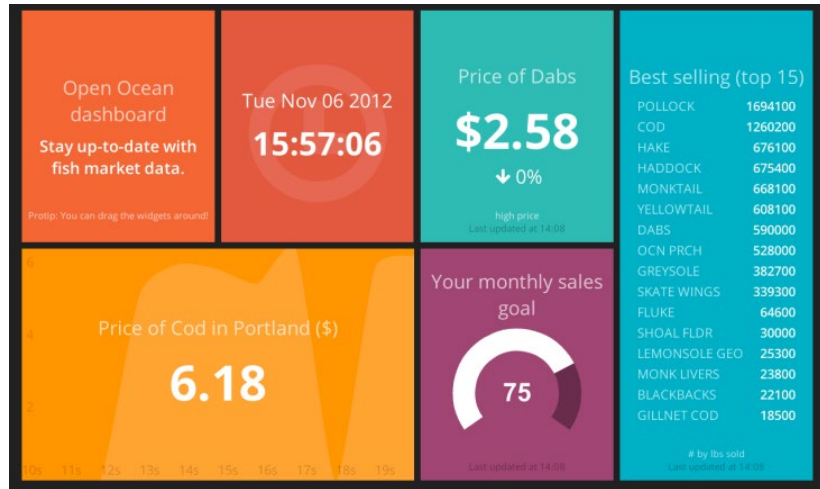 Open Ocean
dashboard
Stay up-to-date with
fish market data.
Protip: You can drag the widgets around!
Tue Nov 06 2012
15:57:06
Price of Dabs
$2.58
0%
high price
Last updated at 14:08
Best selling (top 15)
POLLOCK 1694100
COD 1260200
HAKE 676100
HADDOCK 675400
MONKTAIL 668100
YELLOWTAIL 608100
DABS 590000
OCN PRCH 528000
GREYSOLE 382700
SKATE WINGS 339300
FLUKE 64600
SHOAL FLDR 30000
LEMONSOLE GEO 25300
MONK LIVERS 23800
BLACKBACKS 22100
GILLNET COD 18500
# by lbs sold
Last updated at 14:08
6
4
2
Price of Cod in Portland ($)
6.18
10s 11s 12s 13s 14s 15s 16s 17s 18s 19s
Your monthly sales
goal
75
Last updated at 14:08